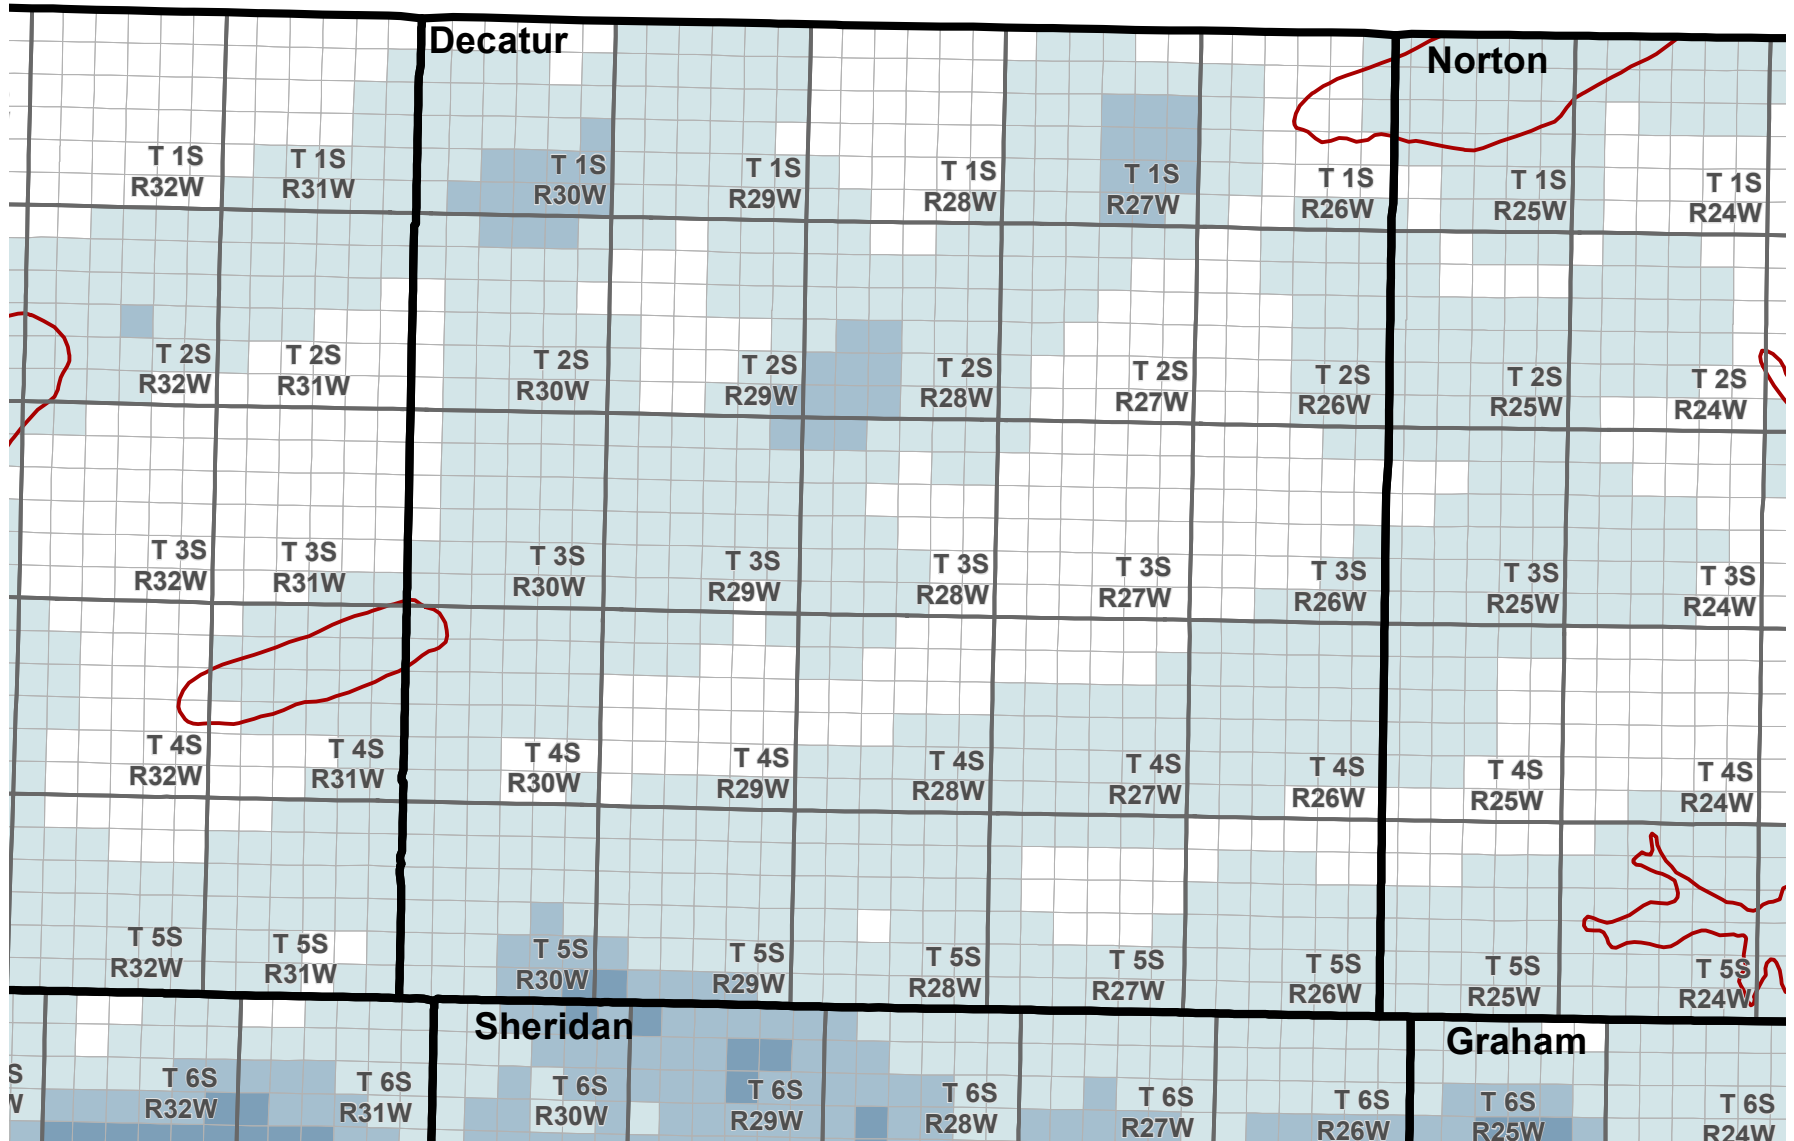 Decatur
Norton
T 1S
R32W
T 1S
R31W
T 1S
R30W
T 1S
R29W
T 1S
R28W
T 1S
R27W
T 1S
R26W
T 1S
R25W
T 1S
R24W
T 2S
R32W
T 2S
R31W
T 2S
R30W
T 2S
R29W
T 2S
R28W
T 2S
R27W
T 2S
R26W
T 2S
R25W
T 2S
R24W
T 3S
R32W
T 3S
R31W
T 3S
R30W
T 3S
R29W
T 3S
R28W
T 3S
R27W
T 3S
R26W
T 3S
R25W
T 3S
R24W
T 4S
R32W
T 4S
R31W
T 4S
R30W
T 4S
R29W
T 4S
R28W
T 4S
R27W
T 4S
R26W
T 4S
R25W
T 4S
R24W
T 5S
R32W
T 5S
R31W
T 5S
R30W
T 5S
R29W
T 5S
R28W
T 5S
R27W
T 5S
R26W
T 5S
R25W
T 5S
R24W
Sheridan
Graham
S
W
T 6S
R32W
T 6S
R31W
T 6S
R30W
T 6S
R29W
T 6S
R28W
T 6S
R27W
T 6S
R26W
T 6S
R25W
T 6S
R24W